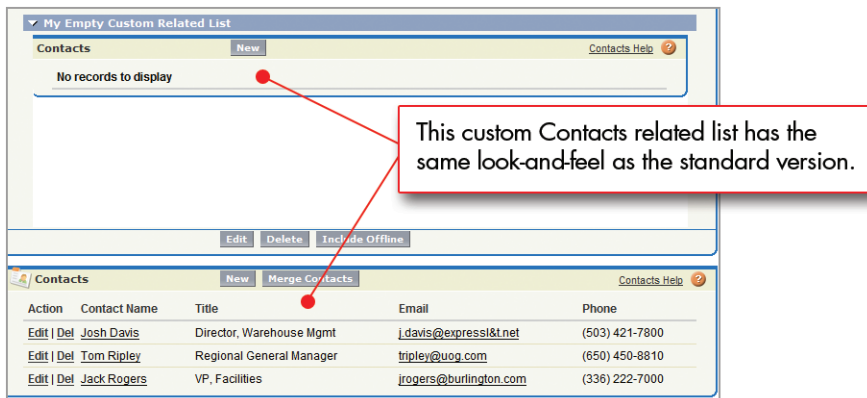 My Empty Custom Related List
Contacts New Contacts Help ?
No records to display
This custom Contacts related list has the
same look-and-feel as the standard version.
Edit Delete Include Offline
Contacts New Merge Contacts Contacts Help ?
Action Contact Name Title Email Phone
Edit | Del Josh Davis Director, Warehouse Mgmt j.davis@expressl&t.net (503) 421-7800
Edit | Del Tom Ripley Regional General Manager tripley@uog.com (650) 450-8810
Edit | Del Jack Rogers VP, Facilities jrogers@burlington.com (336) 222-7000